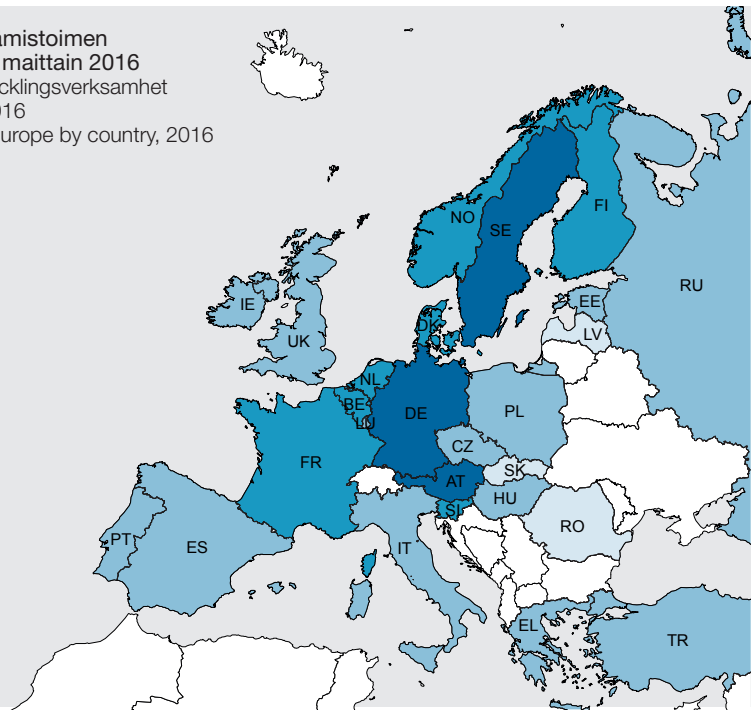 amistoimen
maittain 2016
cklingsverksamhet
016
urope by country, 2016
NO
SE
FI
RU
IE
EE
LV
UK
DK
NL
BE
LU
DE
PL
CZ
FR
SK
AT
HU
SI
RO
PT
ES
IT
EL
TR